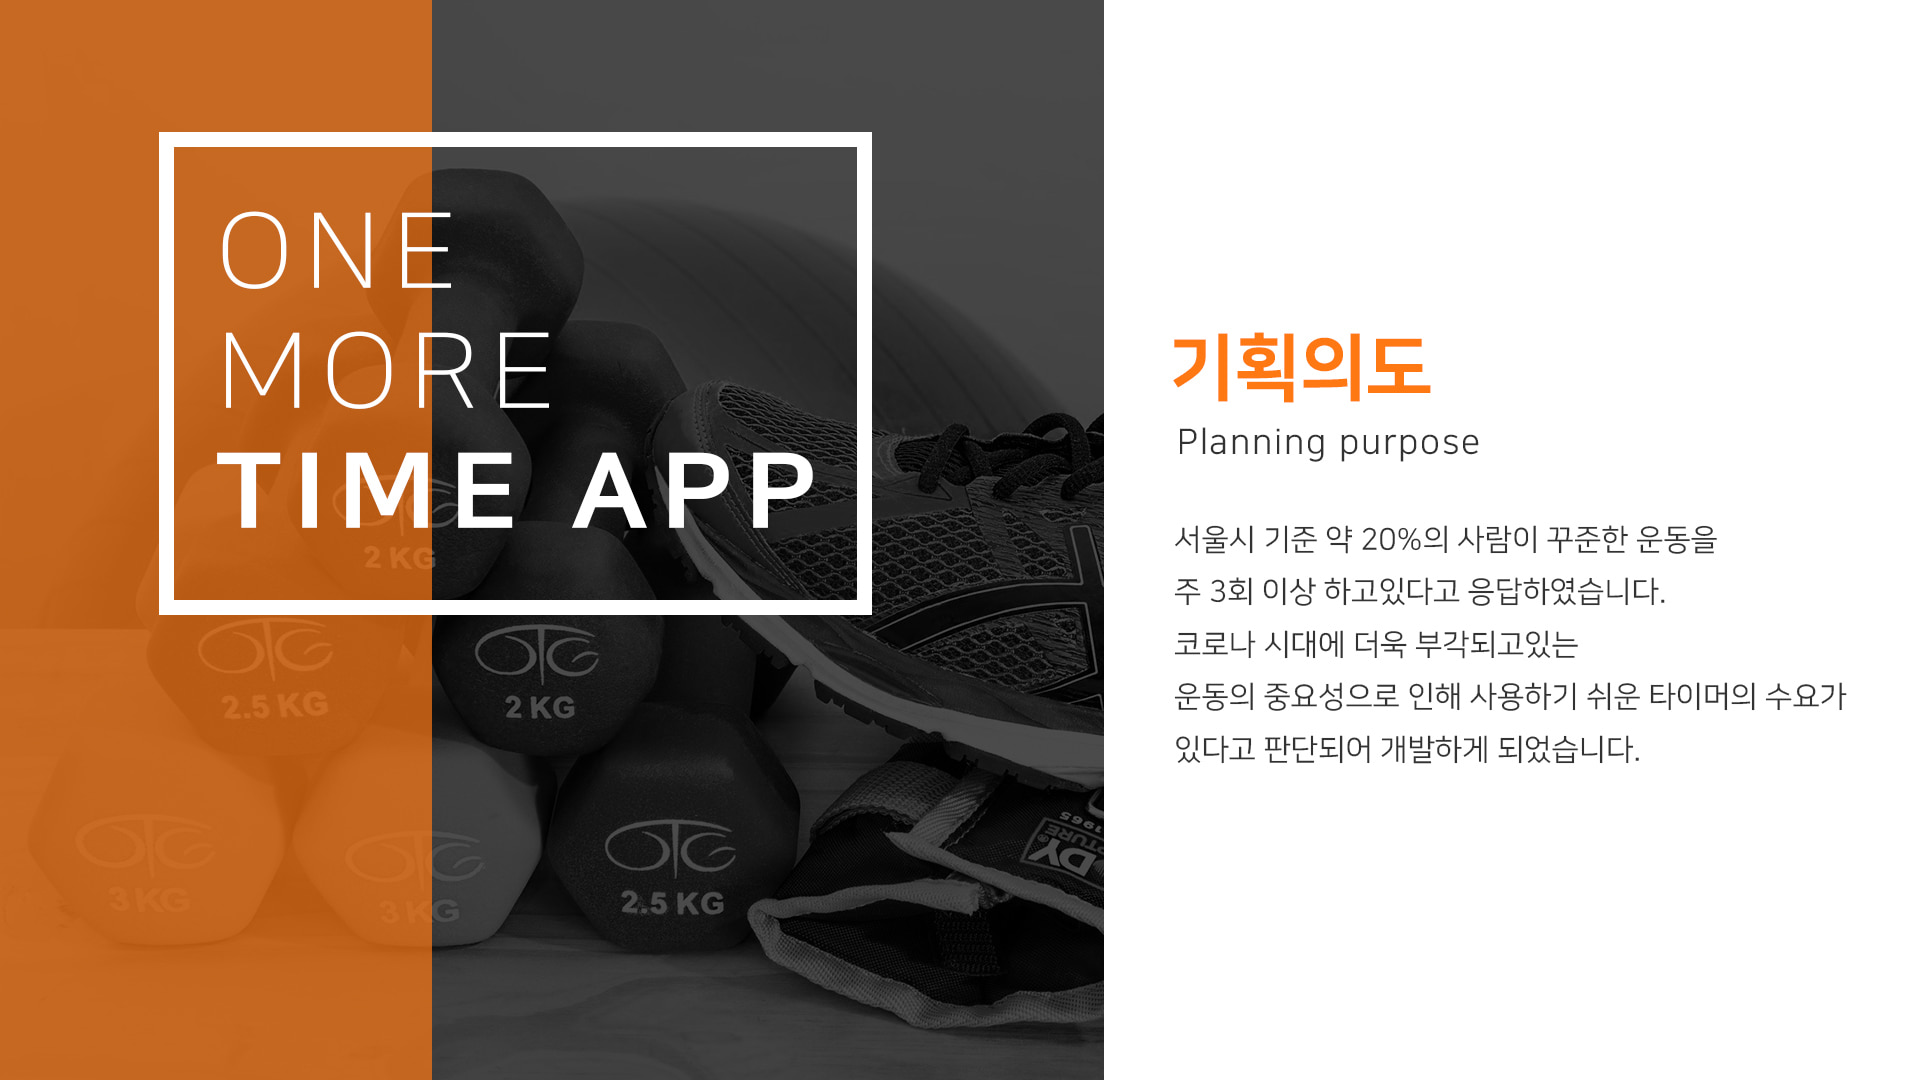 ONE
MORE
TIME APP
2 KG
2.5 KG
2 KG
3 KG
3 KG
2.5 KG
1965
DY
기획의도
Planning purpose
서울시 기준 약 20%의 사람이 꾸준한 운동을
주 3회 이상 하고있다고 응답하였습니다.
코로나 시대에 더욱 부각되고있는
운동의 중요성으로 인해 사용하기 쉬운 타이머의 수요가
있다고 판단되어 개발하게 되었습니다.